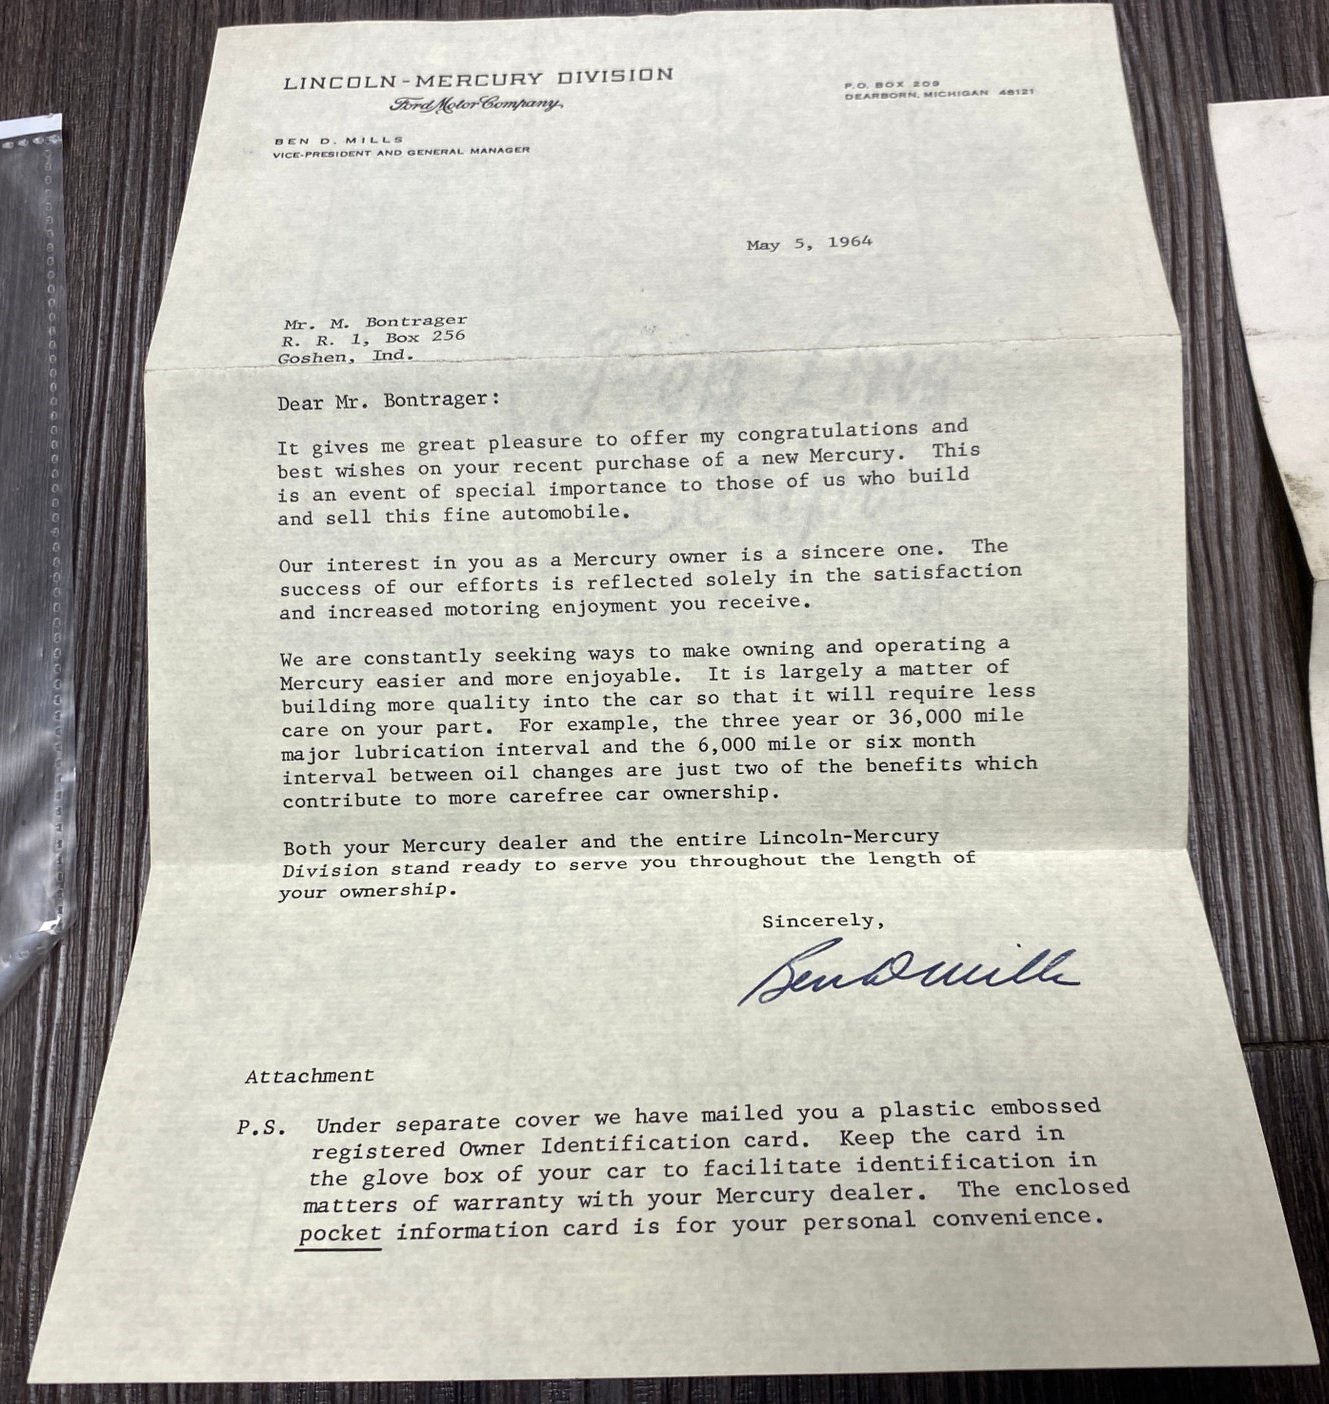 LINCOLN-MERCURY DIVISION
Ford Motor Company,
P.O. BOX 209
DEARBORN, MICHIGAN 48121
BEN D. MILLS
VICE-PRESIDENT AND GENERAL MANAGER
May 5, 1964
Mr. M. Bontrager
R. R. 1, Box 256
Goshen, Ind.
Dear Mr. Bontrager:
It gives me great pleasure to offer my congratulations and
best wishes on your recent purchase of a new Mercury. This
is an event of special importance to those of us who build
and sell this fine automobile.
Our interest in you as a Mercury owner is a sincere one. The
success of our efforts is reflected solely in the satisfaction
and increased motoring enjoyment you receive.
We are constantly seeking ways to make owning and operating a
Mercury easier and more enjoyable. It is largely a matter of
building more quality into the car so that it will require less
care on your part. For example, the three year or 36,000 mile
major lubrication interval and the 6,000 mile or six month
interval between oil changes are just two of the benefits which
contribute to more carefree car ownership.
Both your Mercury dealer and the entire Lincoln-Mercury
Division stand ready to serve you throughout the length of
your ownership.
Sincerely,
Ben D Mills
Attachment
P.S. Under separate cover we have mailed you a plastic embossed
registered Owner Identification card. Keep the card in
the glove box of your car to facilitate identification in
matters of warranty with your Mercury dealer. The enclosed
pocket information card is for your personal convenience.